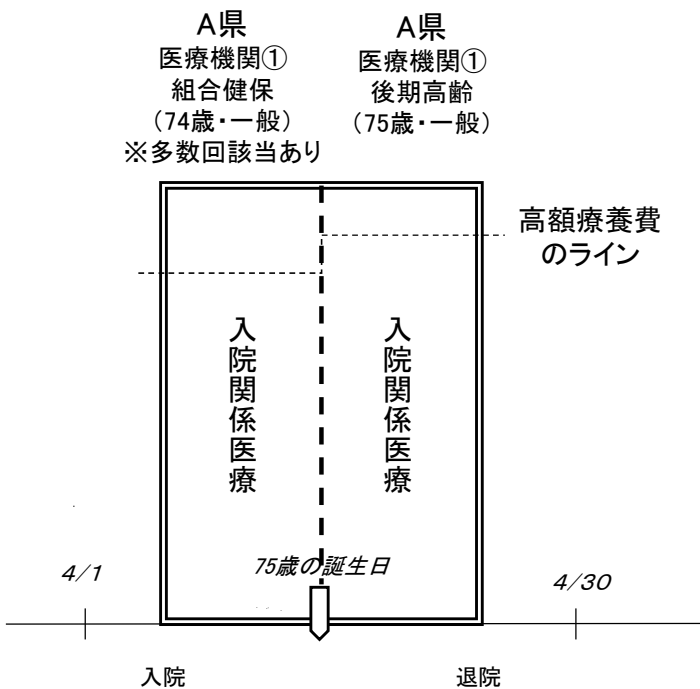 A県
医療機関①
組合健保
(74歳・一般)
※多数回該当あり
A県
医療機関①
後期高齢
(75歳・一般)
高額療養費
のライン
入院関係医療
入院関係医療
75歳の誕生日
4/1
4/30
入院
退院